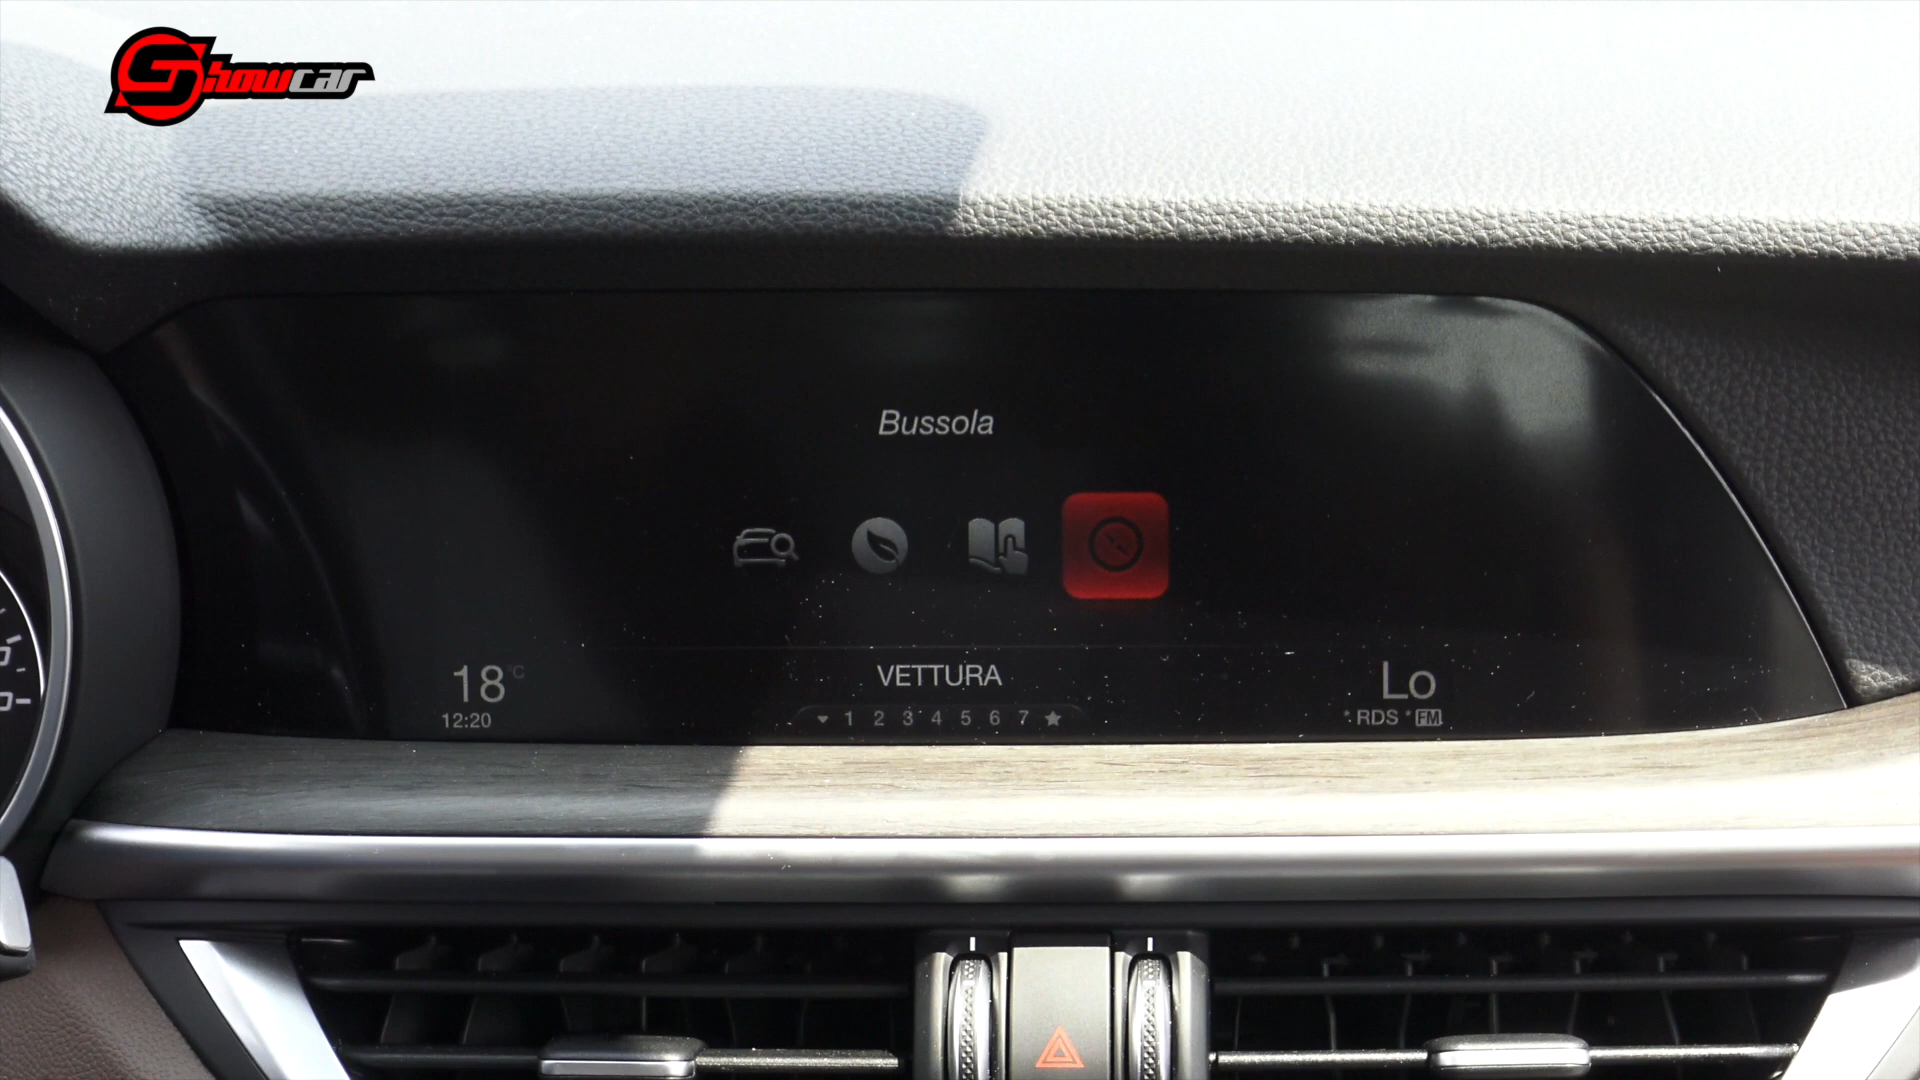 Showcar
Bussola
18°C
12:20
VETTURA
1 2 3 4 5 6 7
Lo
* RDS * FM